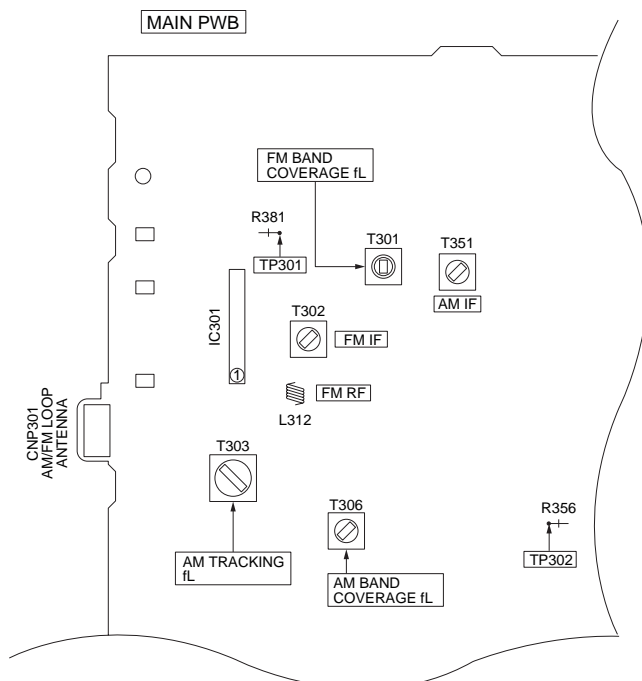 MAIN PWB
FM BAND
COVERAGE fL
R381
TP301
T301
T351
AM IF
IC301
T302
FM IF
1
FM RF
L312
CNP301
AM/FM LOOP
ANTENNA
T303
T306
R356
TP302
AM TRACKING
fL
AM BAND
COVERAGE fL